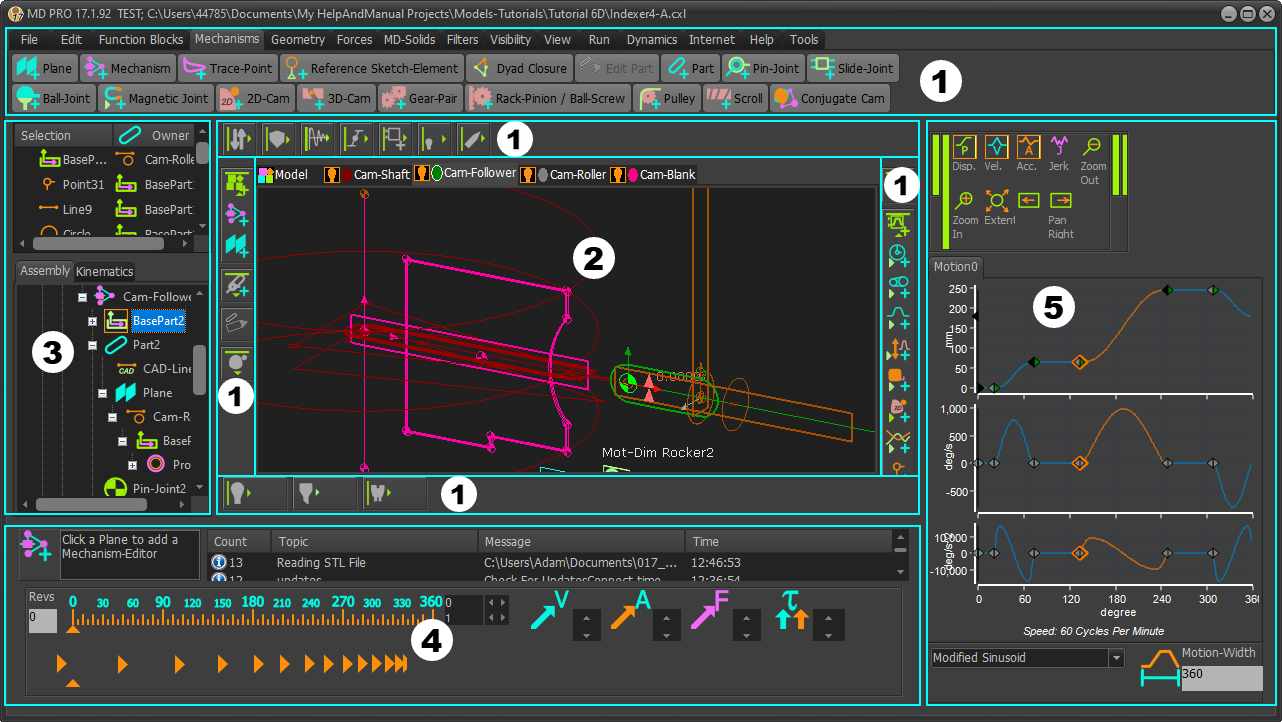 MD PRO 17.1.92 TEST; C:\Users\44785\Documents\My HelpAndManual Projects\Models-Tutorials\Tutorial 6D\Indexer4-A.cxl
File Edit Function Blocks Mechanisms Geometry Forces MD-Solids Filters Visibility View Run Dynamics Internet Help Tools
Plane Mechanism Trace-Point Reference Sketch-Element Dyad Closure Edit Part Part Pin-Joint Slide-Joint
Ball-Joint Magnetic Joint 2D-Cam 3D-Cam Gear-Pair Rack-Pinion / Ball-Screw Pulley Scroll Conjugate Cam
1
Selection Owner
BaseP... Cam-Rolle
Point31 BasePart
Line9 BasePart
Circle BasePart
Assembly Kinematics
Cam-Followe
BasePart2
Part2
CAD-Line
Plane
Cam-R
BaseP
Pro
Pin-Joint2
3
1
Model Cam-Shaft Cam-Follower Cam-Roller Cam-Blank
1
1
2
Mot-Dim Rocker2
1
Disp. Vel. Acc. Jerk Zoom Out
Zoom In Extent Pan Right
Motion0
5
250
200
150
100
50
0
mm
1,000
500
0
-500
deg/s
10,000
0
-10,000
0 60 120 180 240 300 36
degree
Speed: 60 Cycles Per Minute
Modified Sinusoid
Motion-Width
360
Click a Plane to add a
Mechanism-Editor
Count Topic Message Time
13 Reading STL File C:\Users\Adam\Documents\017_... 12:46:53
12 updates Check For UpdatesConnect time 12:36:54
Revs
0
0 30 60 90 120 150 180 210 240 270 300 330 360
0
1
V A F τ
4